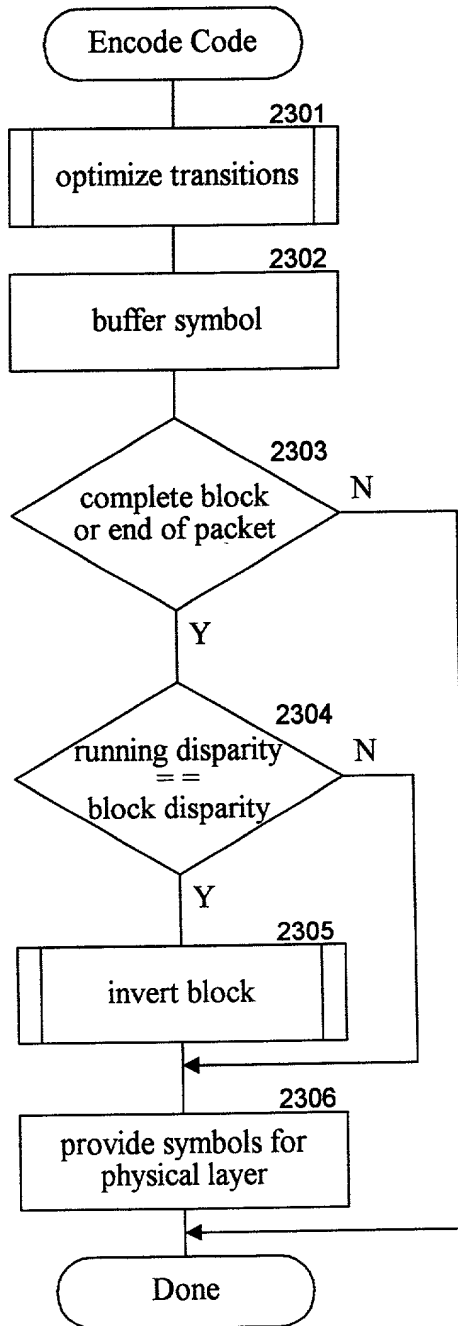 Encode Code
2301
optimize transitions
2302
buffer symbol
2303
complete block
or end of packet
N
Y
2304
running disparity
==
block disparity
N
Y
2305
invert block
2306
provide symbols for
physical layer
Done